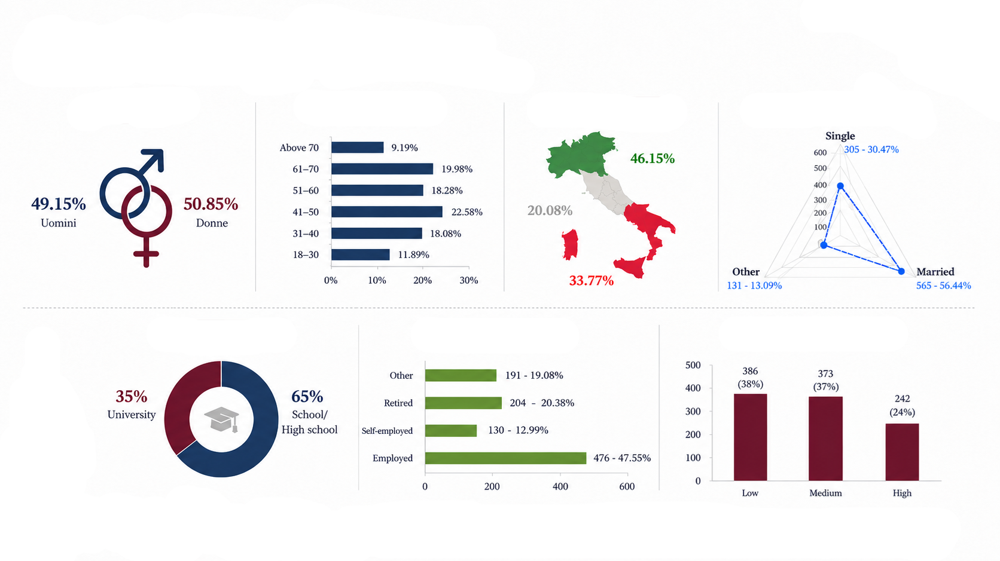 49.15%
Uomini
50.85%
Donne
Above 70
9.19%
61–70
19.98%
51–60
18.28%
41–50
22.58%
31–40
18.08%
18–30
11.89%
0%
10%
20%
30%
46.15%
20.08%
33.77%
Single
305 - 30.47%
600
500
400
300
200
100
Other
131 - 13.09%
Married
565 - 56.44%
35%
University
65%
School/
High school
Other
191 - 19.08%
Retired
204 - 20.38%
Self-employed
130 - 12.99%
Employed
476 - 47.55%
0
200
400
600
500
400
300
200
100
0
386
(38%)
373
(37%)
242
(24%)
Low
Medium
High